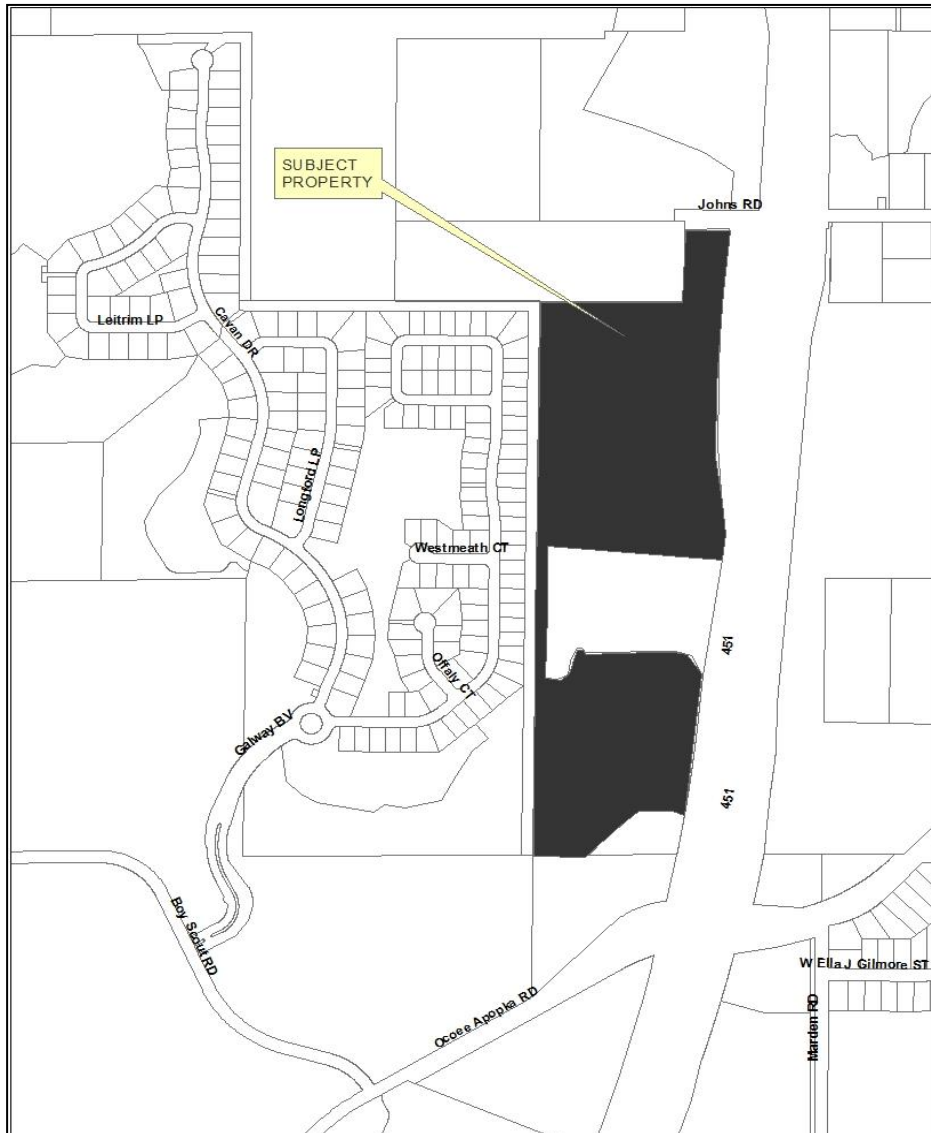 SUBJECT
PROPERTY
Johns RD
Leitrim LP
Cavan DR
Longford LP
Westmeath CT
Offaly CT
451
Galway BV
451
Boy Scout RD
W Ella J Gilmore ST
Ocoee Apopka RD
Marden RD